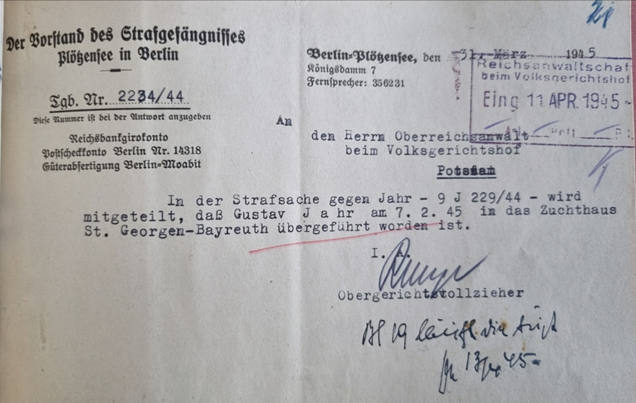 Der Vorstand des Strafgefängnisses
Plötzensee in Berlin
Tgb. Nr. 2234/44
Diese Nummer ist bei der Antwort anzugeben
Reichsbankgirokonto
Postscheckkonto Berlin Nr. 14318
Güterabfertigung Berlin-Moabit
Berlin-Plötzensee, den 31. März 1945
Königsdamm 7
Fernsprecher: 356231
Reichsanwaltschaft
beim Volksgerichtshof
Eing 11 APR. 1945
An
den Herrn Oberreichsanwalt
beim Volksgerichtshof
Potsdam
In der Strafsache gegen Jahr - 9 J 229/44 - wird
mitgeteilt, daß Gustav J a h r am 7. 2. 45 in das Zuchthaus
St. Georgen-Bayreuth übergeführt worden ist.
I. A.
Obergerichtsvollzieher
Bl 19 die